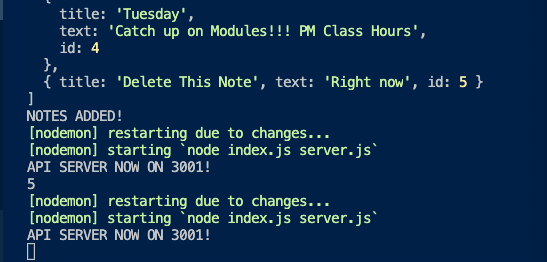 title: 'Tuesday',
text: 'Catch up on Modules!!! PM Class Hours',
id: 4
},
{ title: 'Delete This Note', text: 'Right now', id: 5 }
]
NOTES ADDED!
[nodemon] restarting due to changes...
[nodemon] starting `node index.js server.js`
API SERVER NOW ON 3001!
5
[nodemon] restarting due to changes...
[nodemon] starting `node index.js server.js`
API SERVER NOW ON 3001!